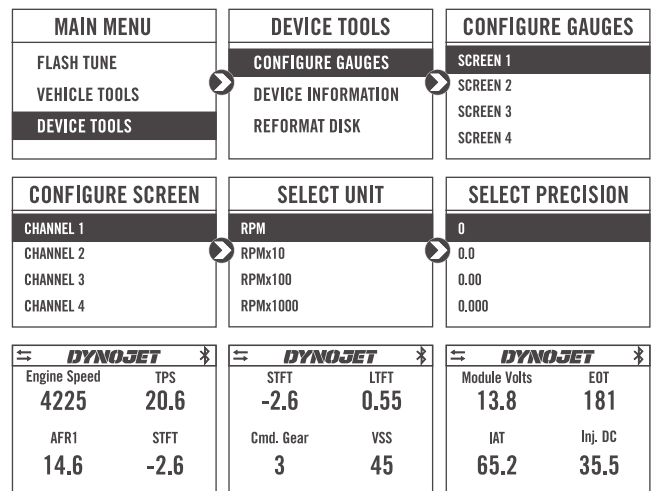 MAIN MENU
FLASH TUNE
VEHICLE TOOLS
DEVICE TOOLS
DEVICE TOOLS
CONFIGURE GAUGES
DEVICE INFORMATION
REFORMAT DISK
CONFIGURE GAUGES
SCREEN 1
SCREEN 2
SCREEN 3
SCREEN 4
CONFIGURE SCREEN
CHANNEL 1
CHANNEL 2
CHANNEL 3
CHANNEL 4
SELECT UNIT
RPM
RPMx10
RPMx100
RPMx1000
SELECT PRECISION
0
0.0
0.00
0.000
DYNOJET
Engine Speed TPS
4225 20.6
AFR1 STFT
14.6 -2.6
DYNOJET
STFT LTFT
-2.6 0.55
Cmd. Gear VSS
3 45
DYNOJET
Module Volts EOT
13.8 181
IAT Inj. DC
65.2 35.5